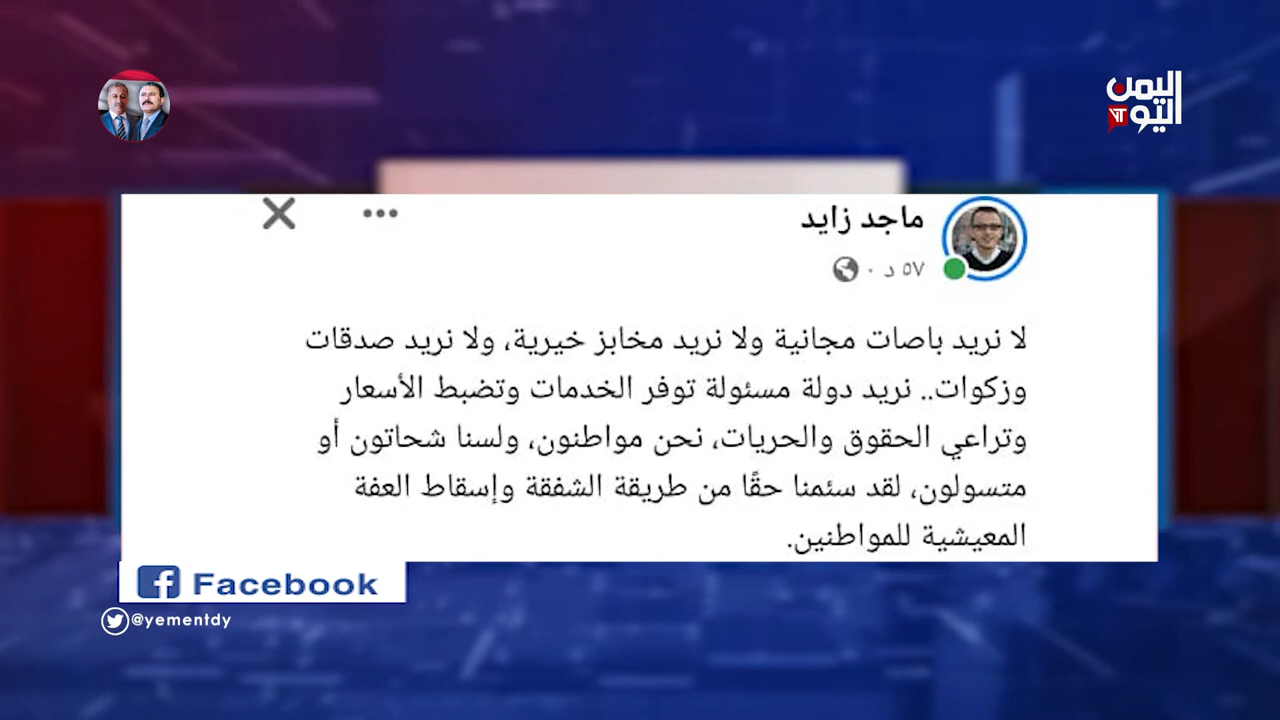 اليمن
اليوم
ماجد زايد
٥٧ د ·
لا نريد باصات مجانية ولا نريد مخابز خيرية، ولا نريد صدقات
وزكوات.. نريد دولة مسئولة توفر الخدمات وتضبط الأسعار
وتراعي الحقوق والحريات، نحن مواطنون، ولسنا شحاتون أو
متسولون، لقد سئمنا حقًا من طريقة الشفقة وإسقاط العفة
المعيشية للمواطنين.
Facebook
@yementdy